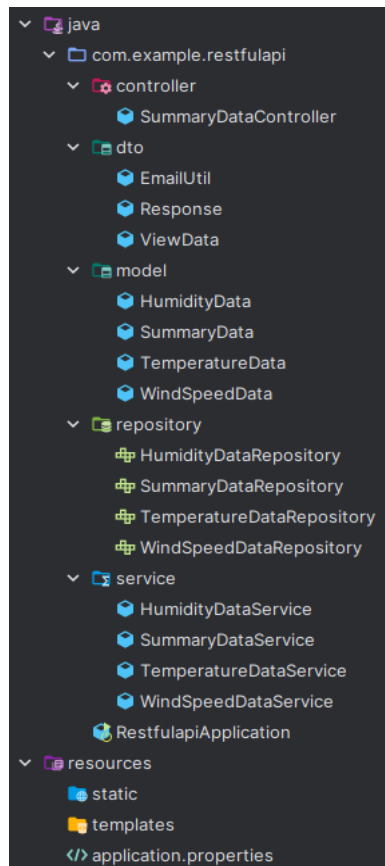 java
com.example.restfulapi
controller
SummaryDataController
dto
EmailUtil
Response
ViewData
model
HumidityData
SummaryData
TemperatureData
WindSpeedData
repository
HumidityDataRepository
SummaryDataRepository
TemperatureDataRepository
WindSpeedDataRepository
service
HumidityDataService
SummaryDataService
TemperatureDataService
WindSpeedDataService
RestfulapiApplication
resources
static
templates
application.properties